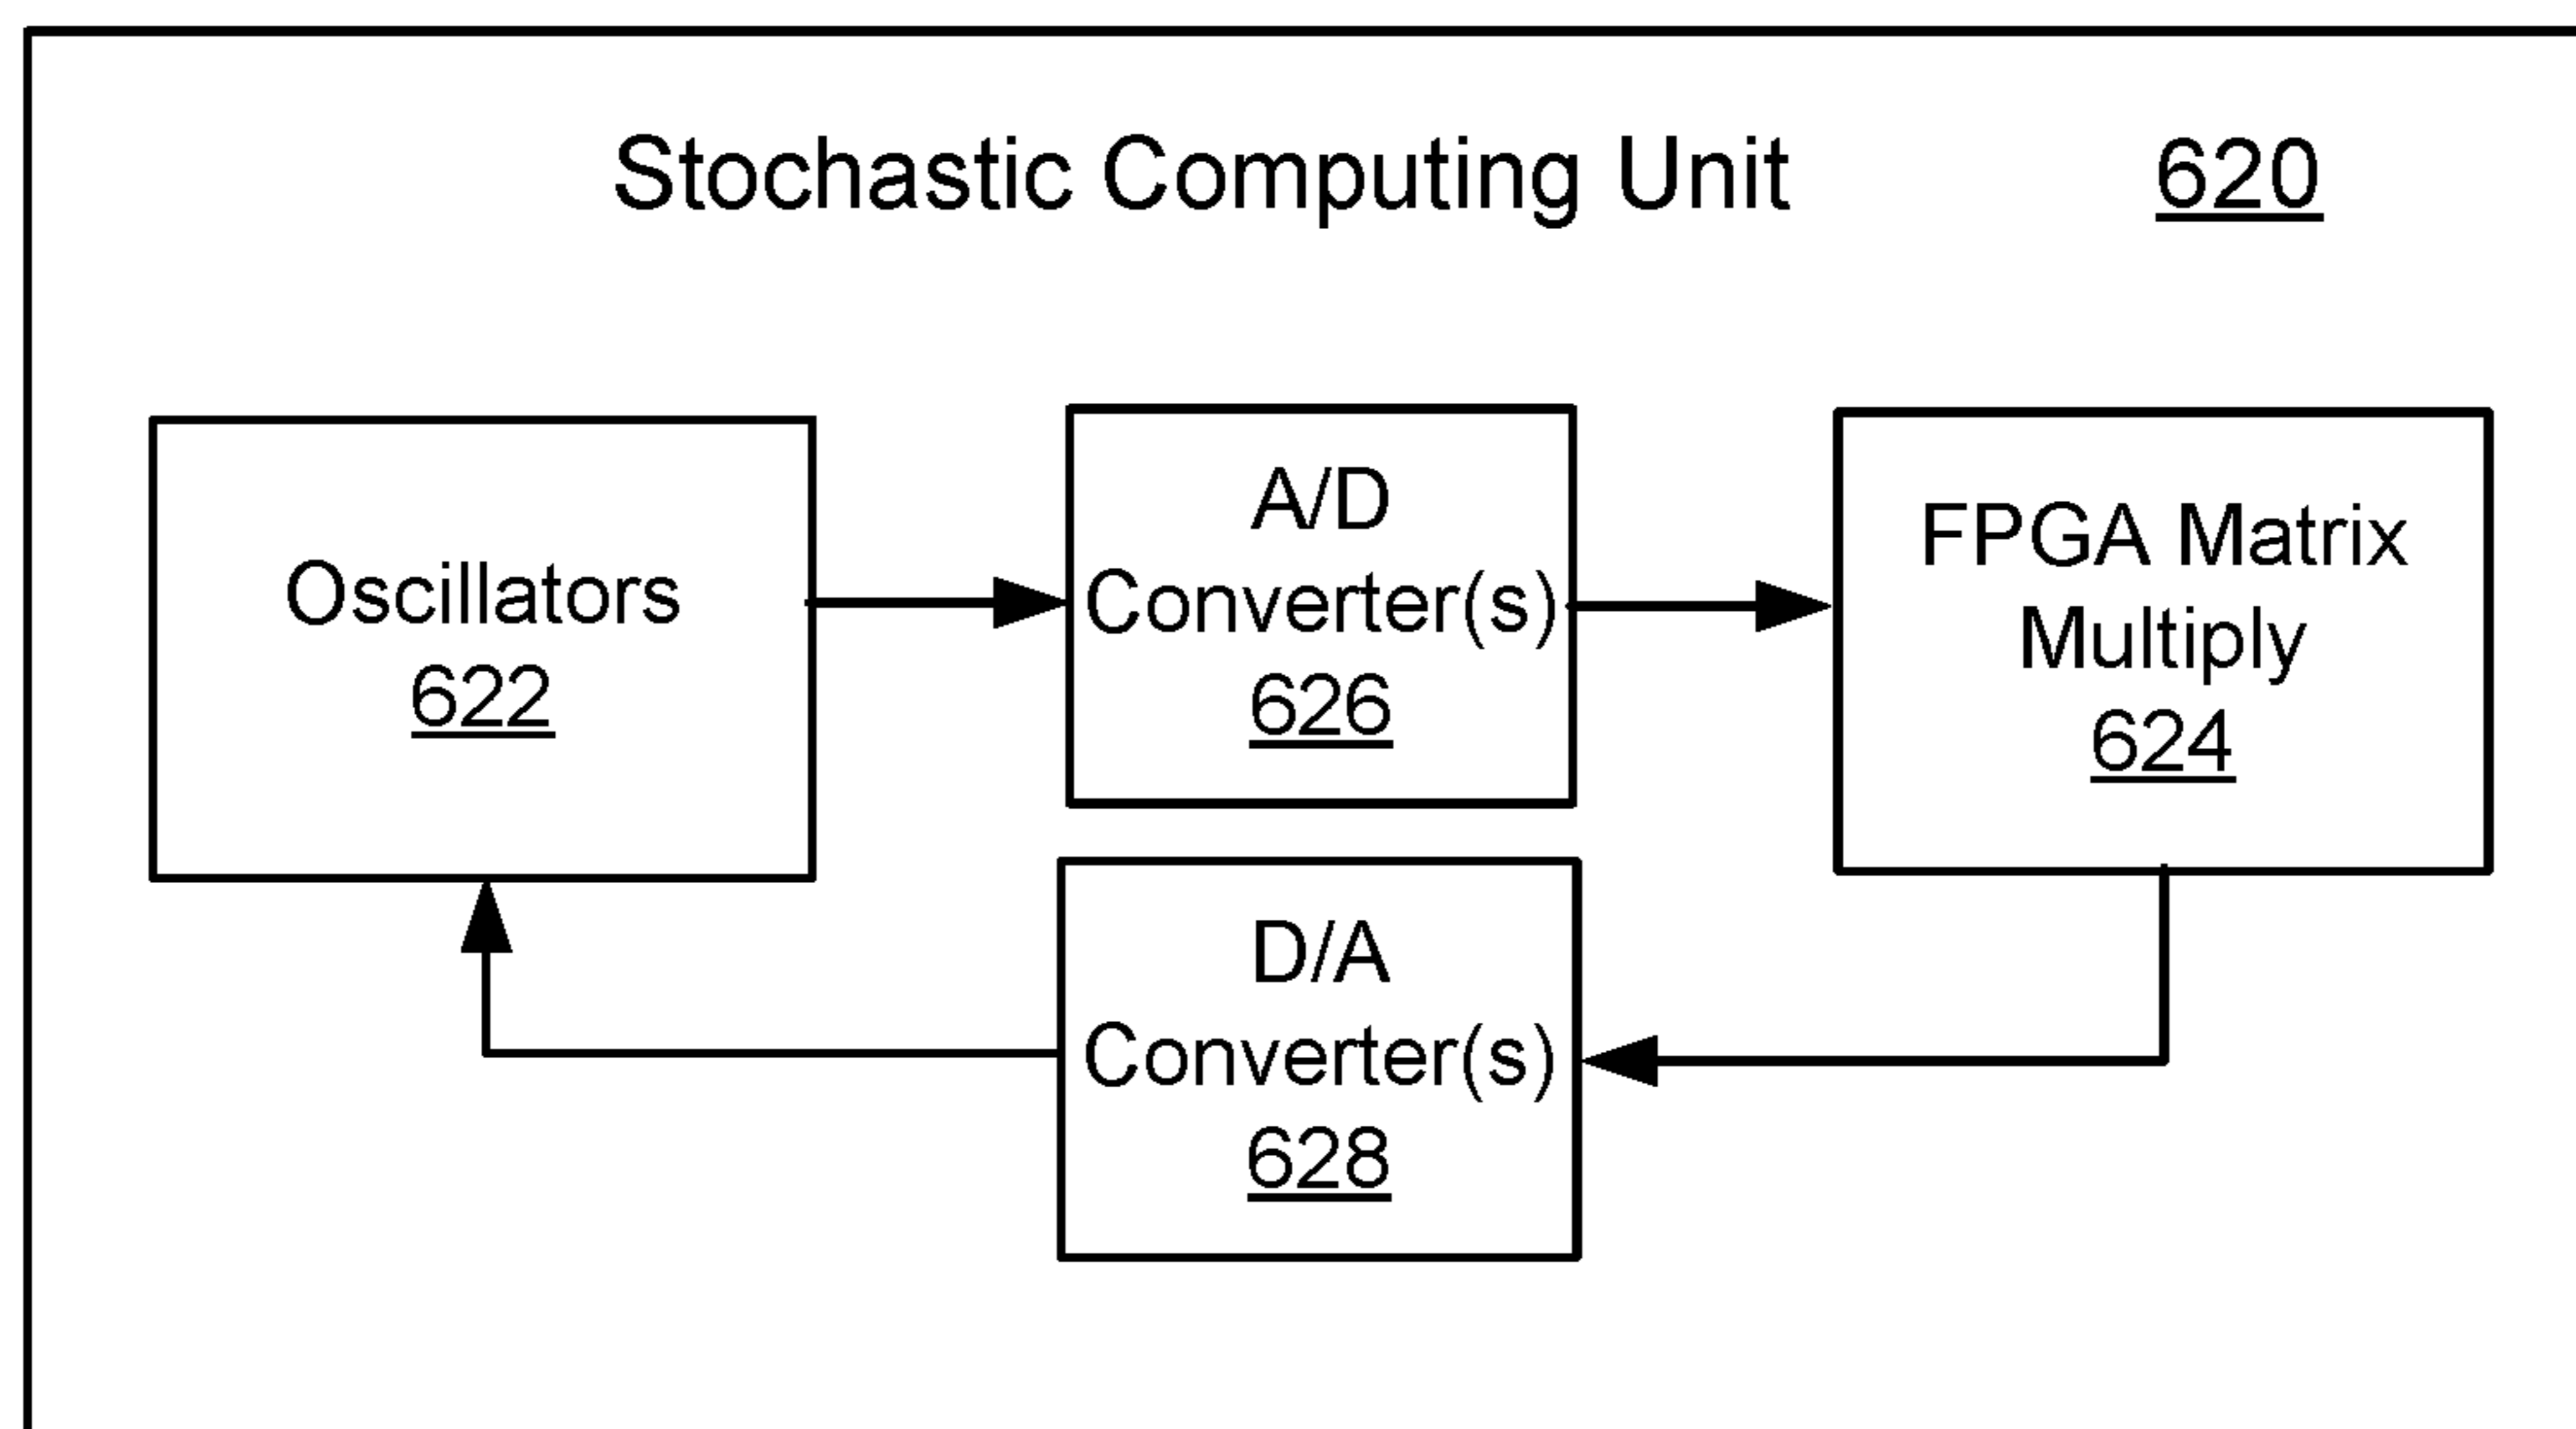 Stochastic Computing Unit 620
Oscillators
622
A/D
Converter(s)
626
FPGA Matrix
Multiply
624
D/A
Converter(s)
628